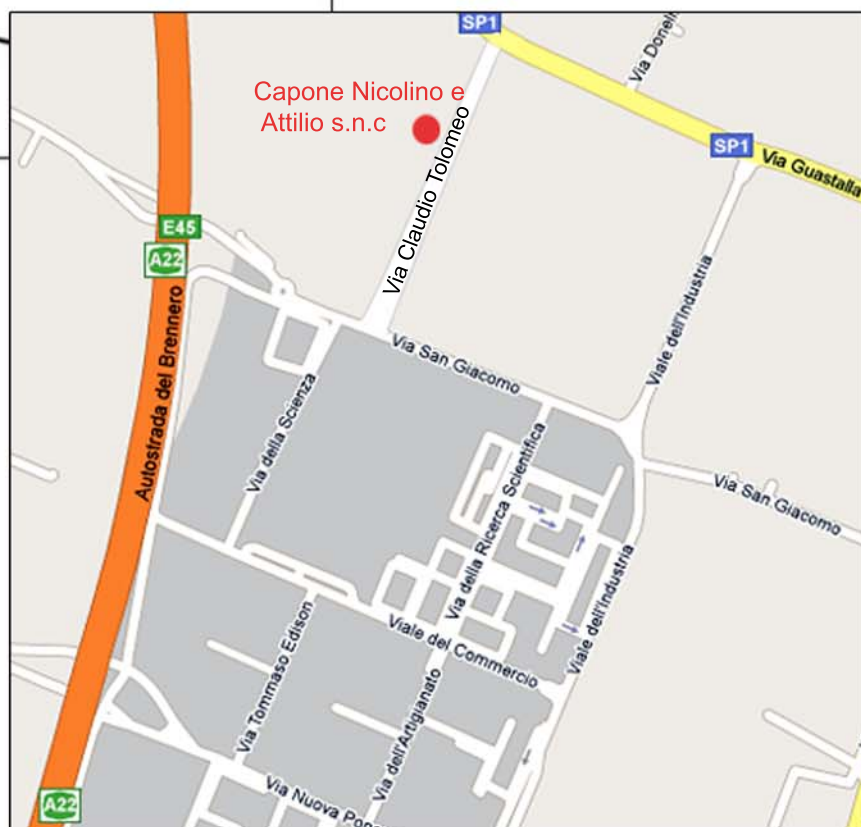 SP1
Via Donell
Capone Nicolino e
Attilio s.n.c
Via Claudio Tolomeo
SP1
Via Guastalla
E45
A22
Autostrada del Brennero
Viale dell'Industria
Via San Giacomo
Via della Scienza
Via della Ricerca Scientifica
Via San Giacomo
Viale dell'Industria
Via Tommaso Edison
Viale del Commercio
Via dell'Artigianato
A22
Via Nuova Pon